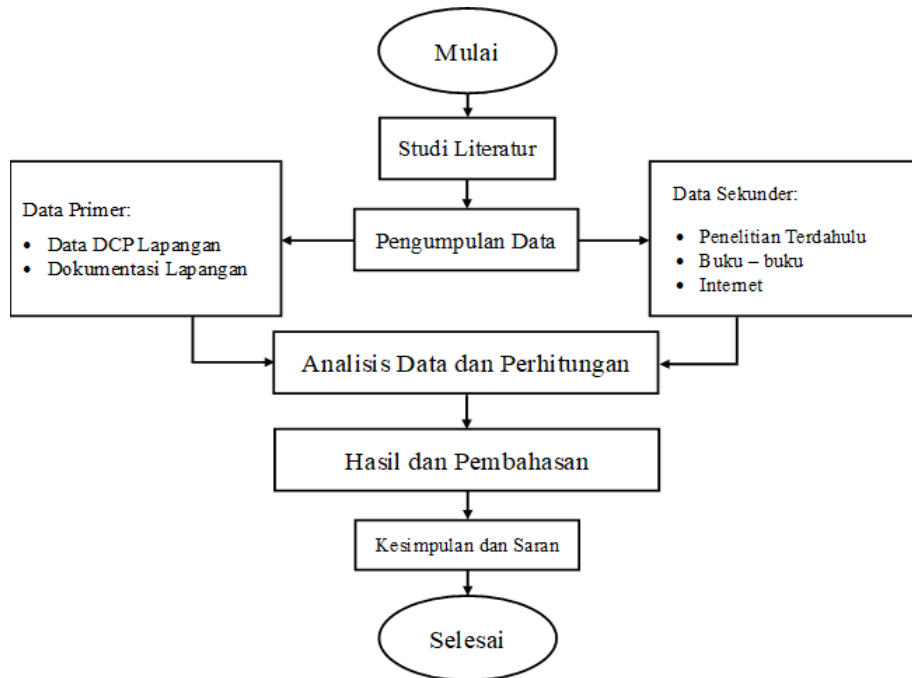 Mulai
Studi Literatur
Pengumpulan Data
Data Primer:
• Data DCP Lapangan
• Dokumentasi Lapangan
Data Sekunder:
• Penelitian Terdahulu
• Buku – buku
• Internet
Analisis Data dan Perhitungan
Hasil dan Pembahasan
Kesimpulan dan Saran
Selesai